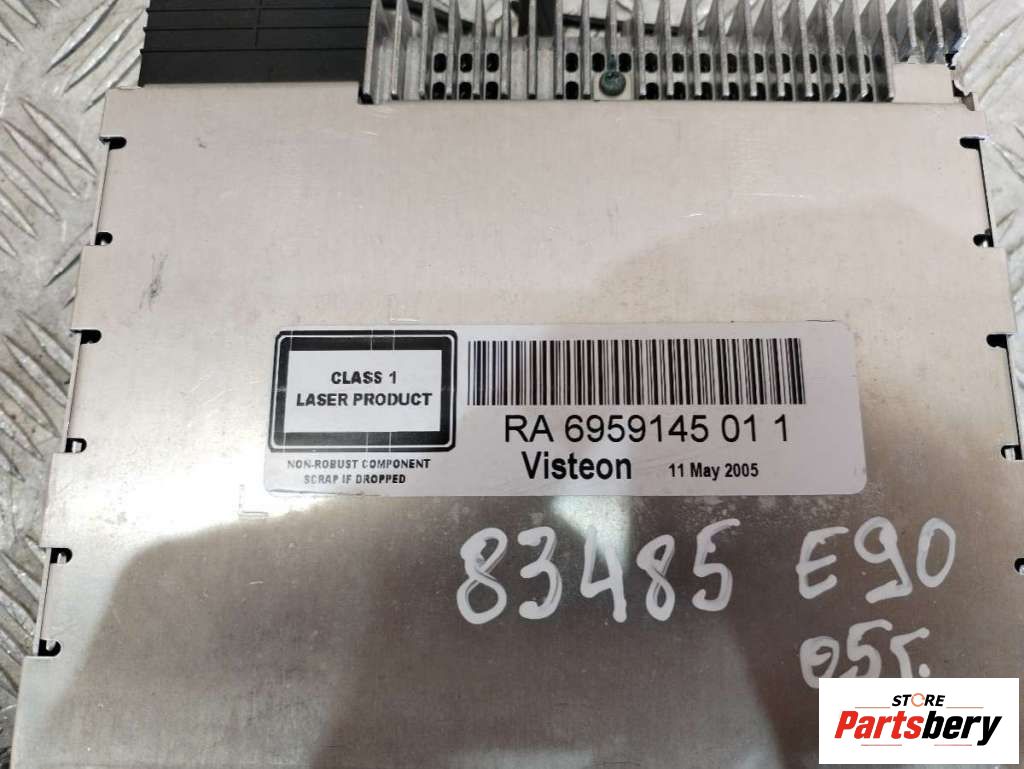 CLASS 1
LASER PRODUCT
NON-ROBUST COMPONENT
SCRAP IF DROPPED
RA 6959145 01 1
Visteon 11 May 2005
83485 E90
05г.
STORE
Partsbery